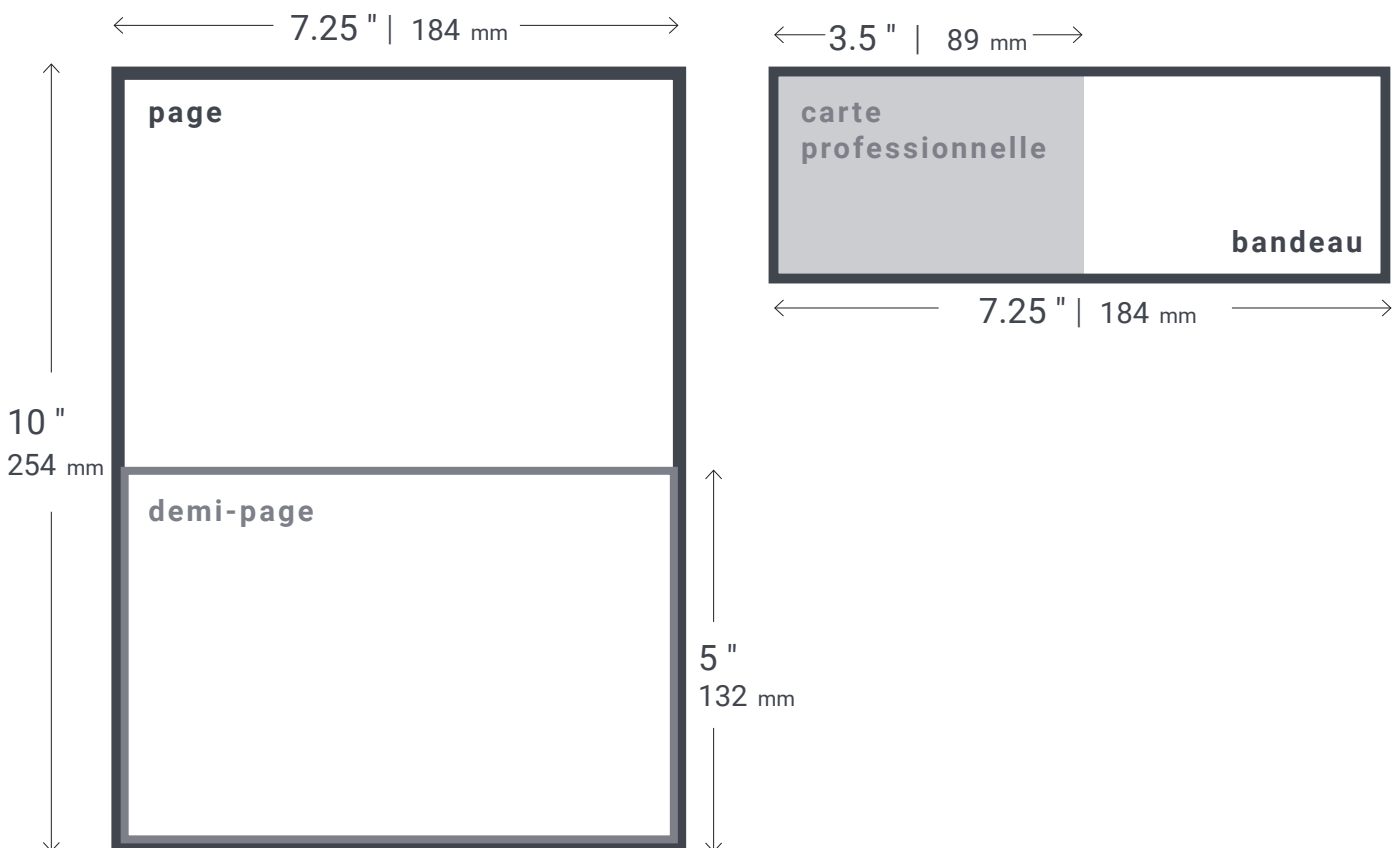 7.25 " | 184 mm
page
10 "
254 mm
demi-page
5 "
132 mm
3.5 " | 89 mm
carte
professionnelle
bandeau
7.25 " | 184 mm